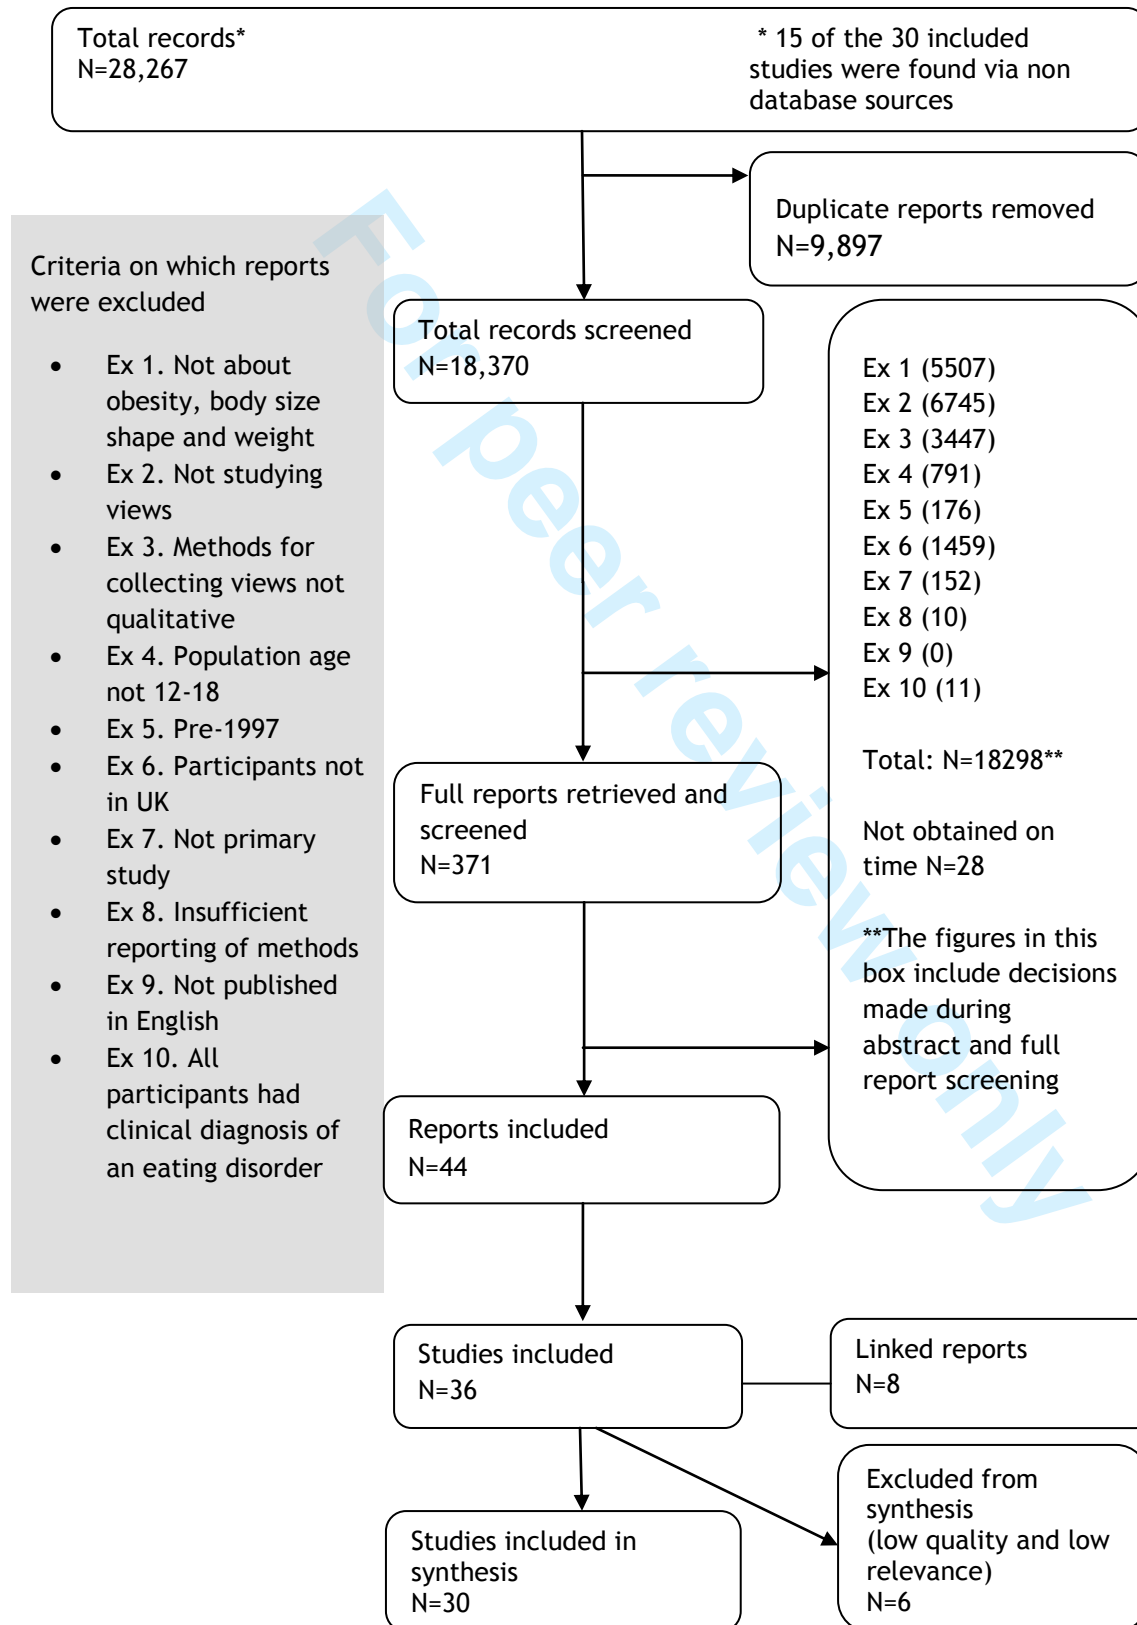 Total records*
N=28,267
* 15 of the 30 included
studies were found via non
database sources
Duplicate reports removed
N=9,897
Criteria on which reports
were excluded
• Ex 1. Not about
obesity, body size
shape and weight
• Ex 2. Not studying
views
• Ex 3. Methods for
collecting views not
qualitative
• Ex 4. Population age
not 12-18
• Ex 5. Pre-1997
• Ex 6. Participants not
in UK
• Ex 7. Not primary
study
• Ex 8. Insufficient
reporting of methods
• Ex 9. Not published
in English
• Ex 10. All
participants had
clinical diagnosis of
an eating disorder
Total records screened
N=18,370
Ex 1 (5507)
Ex 2 (6745)
Ex 3 (3447)
Ex 4 (791)
Ex 5 (176)
Ex 6 (1459)
Ex 7 (152)
Ex 8 (10)
Ex 9 (0)
Ex 10 (11)
Total: N=18298**
Not obtained on
time N=28
**The figures in this
box include decisions
made during
abstract and full
report screening
Full reports retrieved and
screened
N=371
Reports included
N=44
Studies included
N=36
Linked reports
N=8
Excluded from
synthesis
(low quality and low
relevance)
N=6
Studies included in
synthesis
N=30
For peer review only